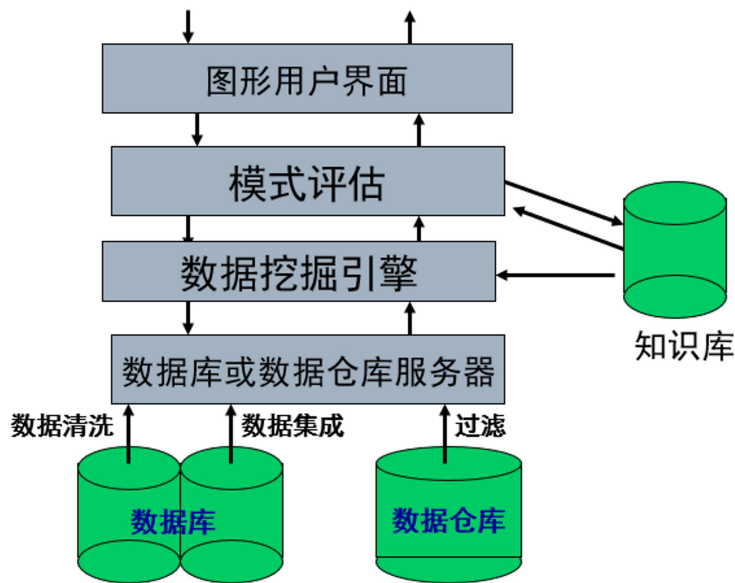 图形用户界面
模式评估
数据挖掘引擎
知识库
数据库或数据仓库服务器
数据清洗
数据集成
过滤
数据库
数据仓库